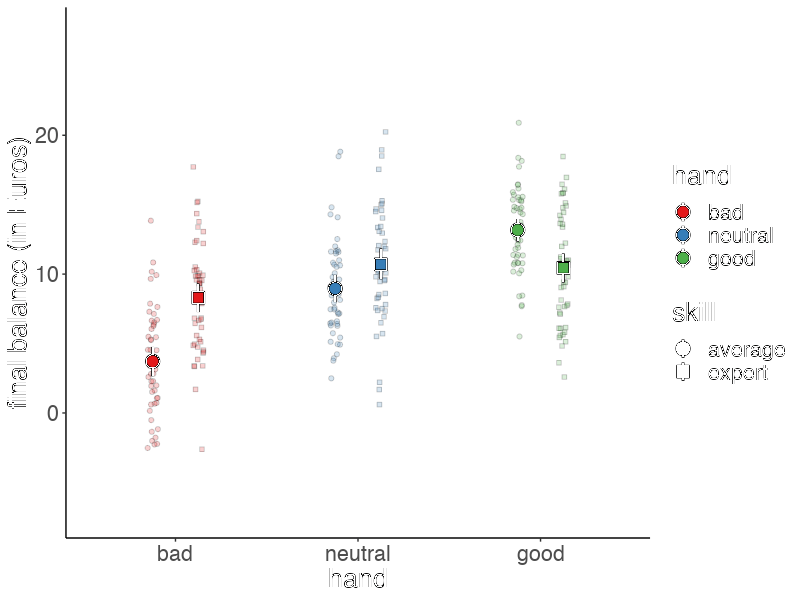 final balance (in Euros)
20
10
0
bad neutral good
hand
hand
bad
neutral
good
skill
average
expert